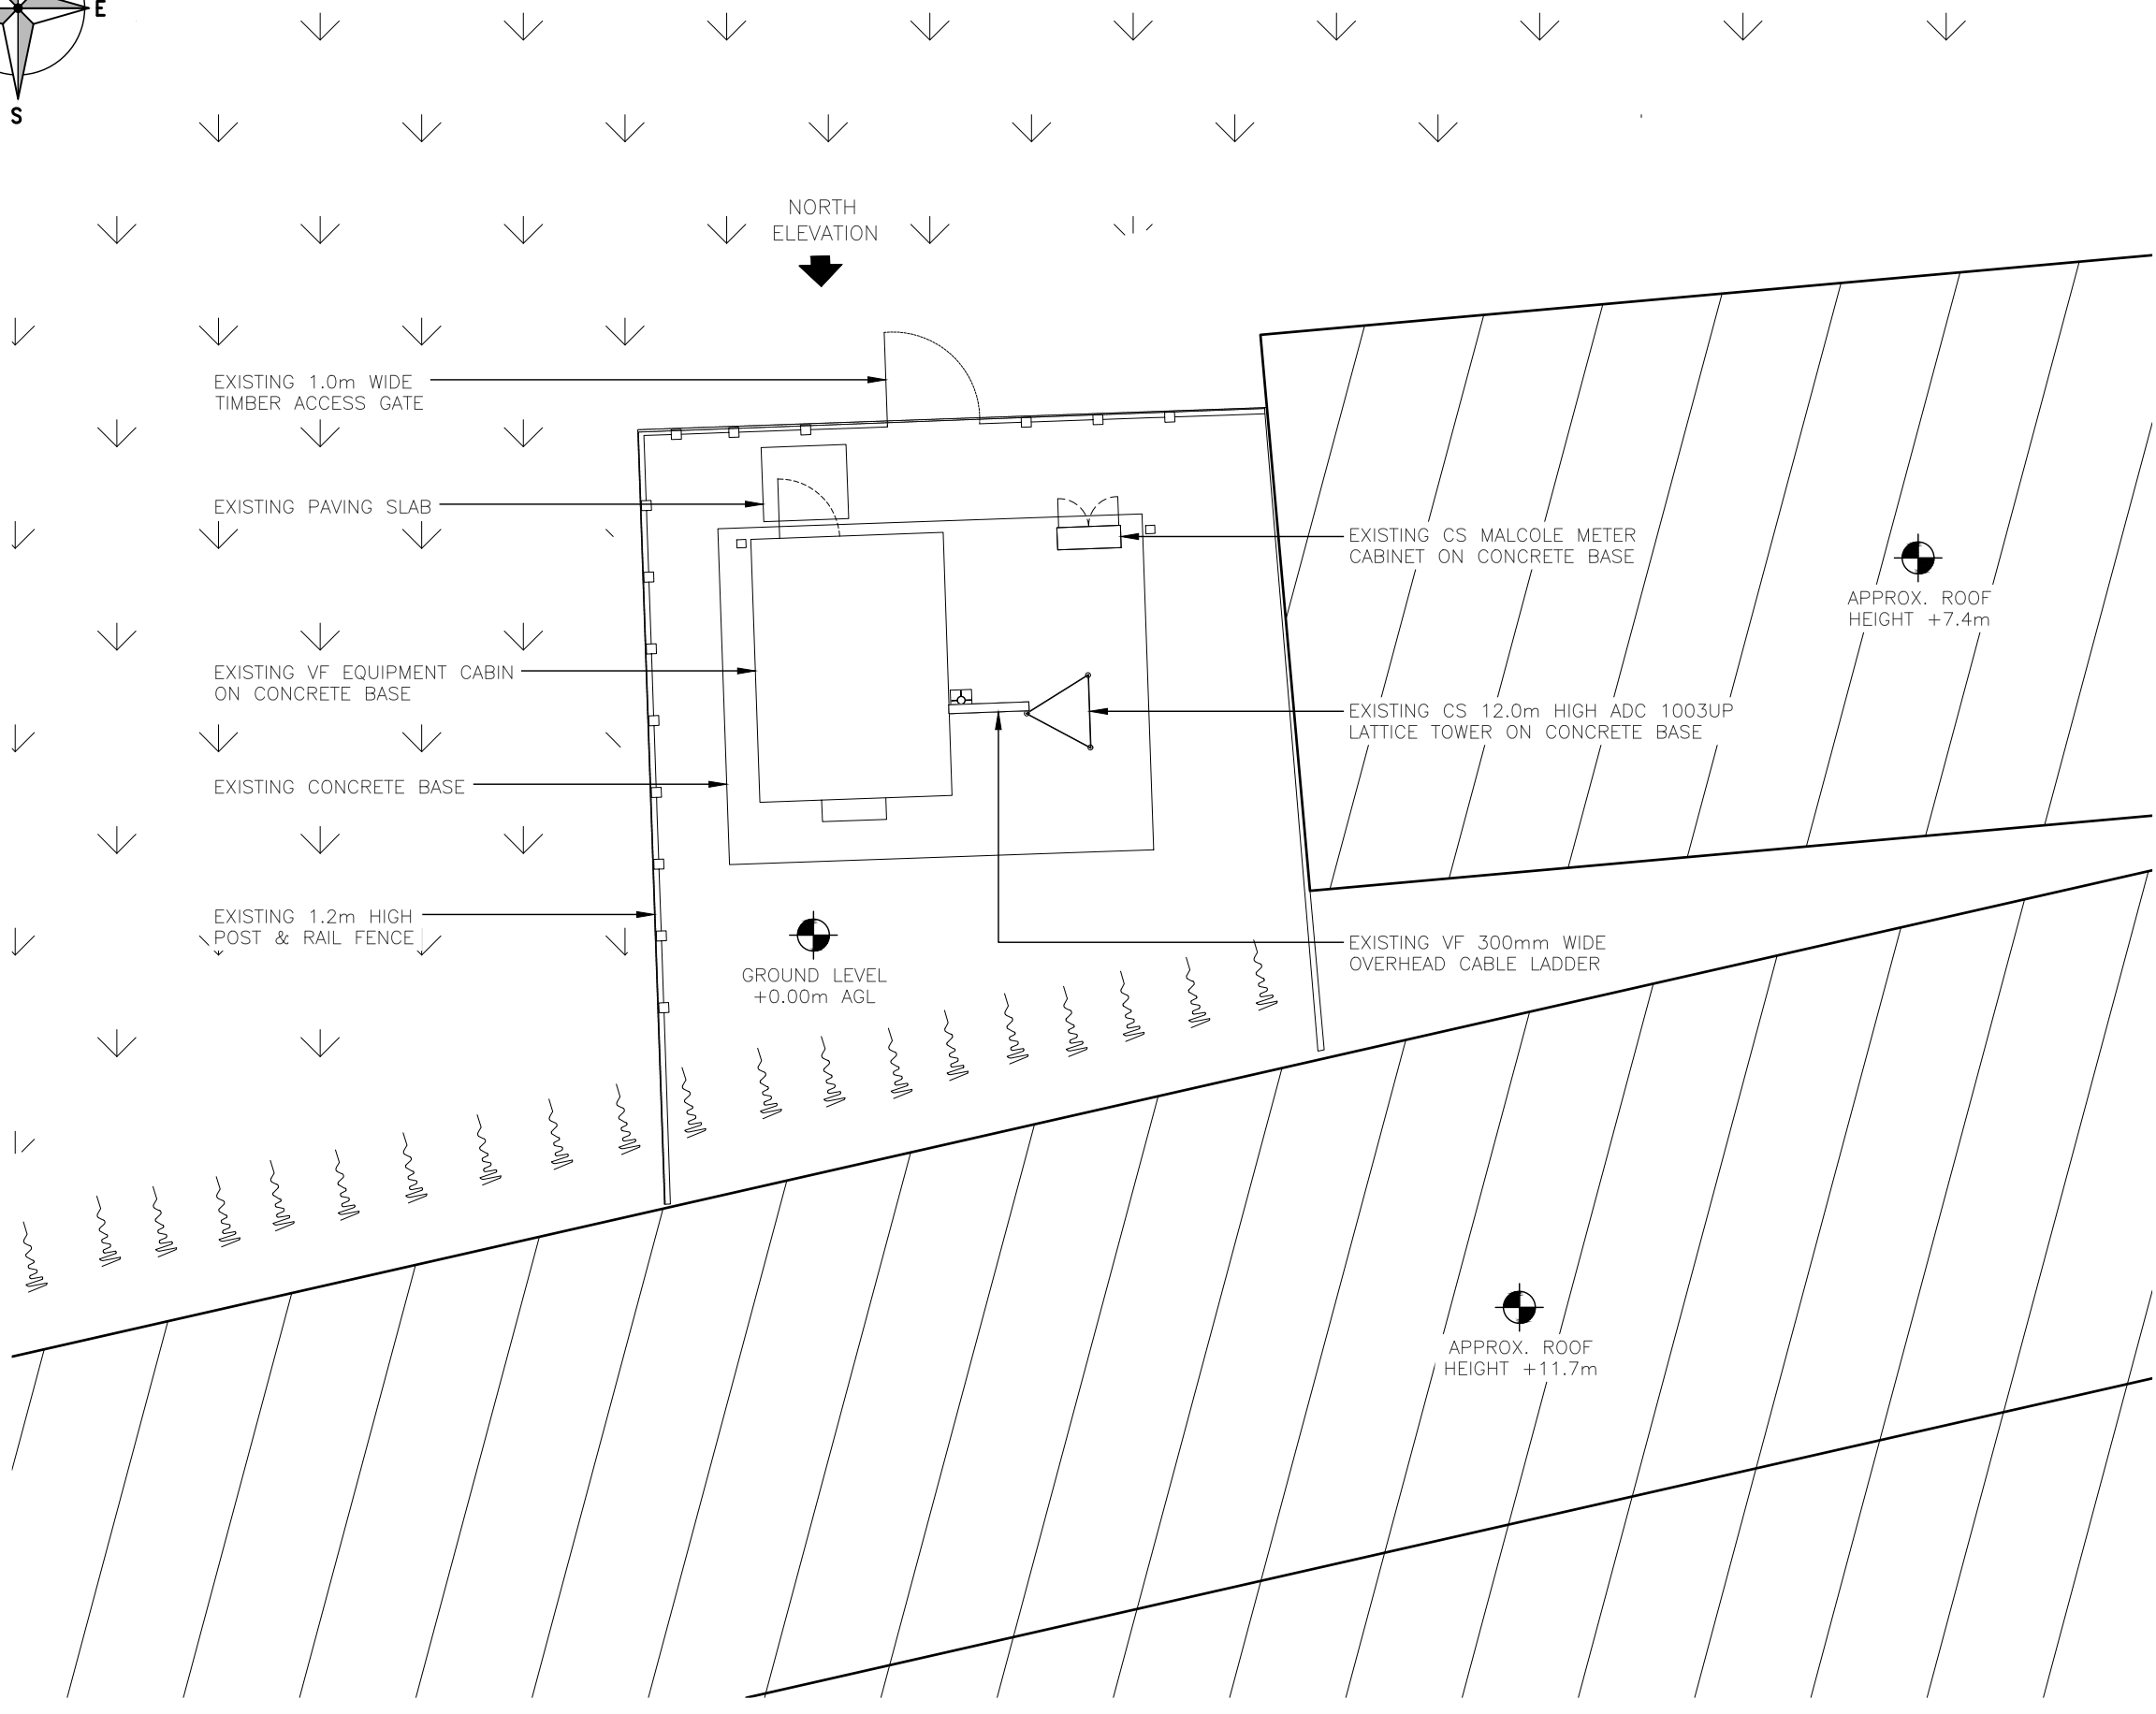 E
S
NORTH
ELEVATION
EXISTING 1.0m WIDE
TIMBER ACCESS GATE
EXISTING PAVING SLAB
EXISTING CS MALCOLE METER
CABINET ON CONCRETE BASE
APPROX. ROOF
HEIGHT +7.4m
EXISTING VF EQUIPMENT CABIN
ON CONCRETE BASE
EXISTING CS 12.0m HIGH ADC 1003UP
LATTICE TOWER ON CONCRETE BASE
EXISTING CONCRETE BASE
EXISTING 1.2m HIGH
POST & RAIL FENCE
EXISTING VF 300mm WIDE
OVERHEAD CABLE LADDER
GROUND LEVEL
+0.00m AGL
APPROX. ROOF
HEIGHT +11.7m